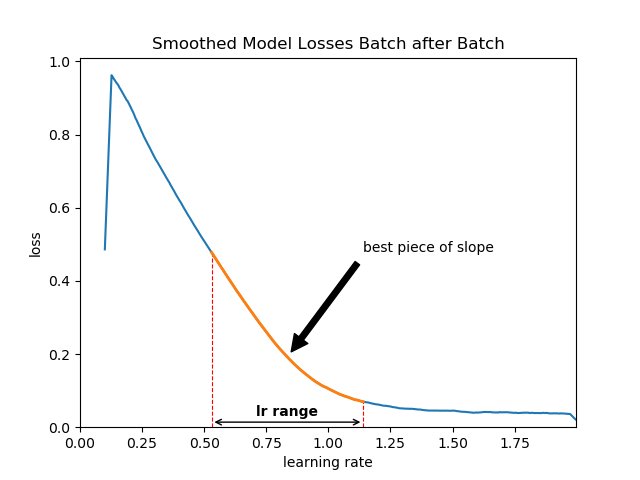 Smoothed Model Losses Batch after Batch
1.0
0.8
0.6
0.4
0.2
0.0
loss
best piece of slope
lr range
0.00 0.25 0.50 0.75 1.00 1.25 1.50 1.75
learning rate